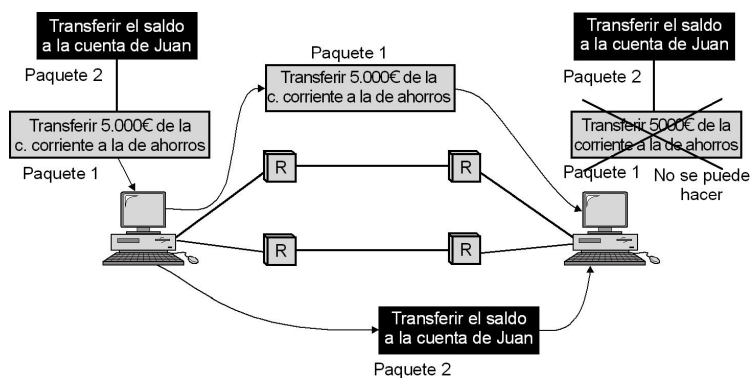 Transferir el saldo
a la cuenta de Juan
Paquete 2
Transferir 5.000€ de la
c. corriente a la de ahorros
Paquete 1
Paquete 1
Transferir 5.000€ de la
c. corriente a la de ahorros
Transferir el saldo
a la cuenta de Juan
Paquete 2
Transferir 5000€ de la
corriente a la de ahorros
Paquete 1
No se puede
hacer
R
R
R
R
Transferir el saldo
a la cuenta de Juan
Paquete 2